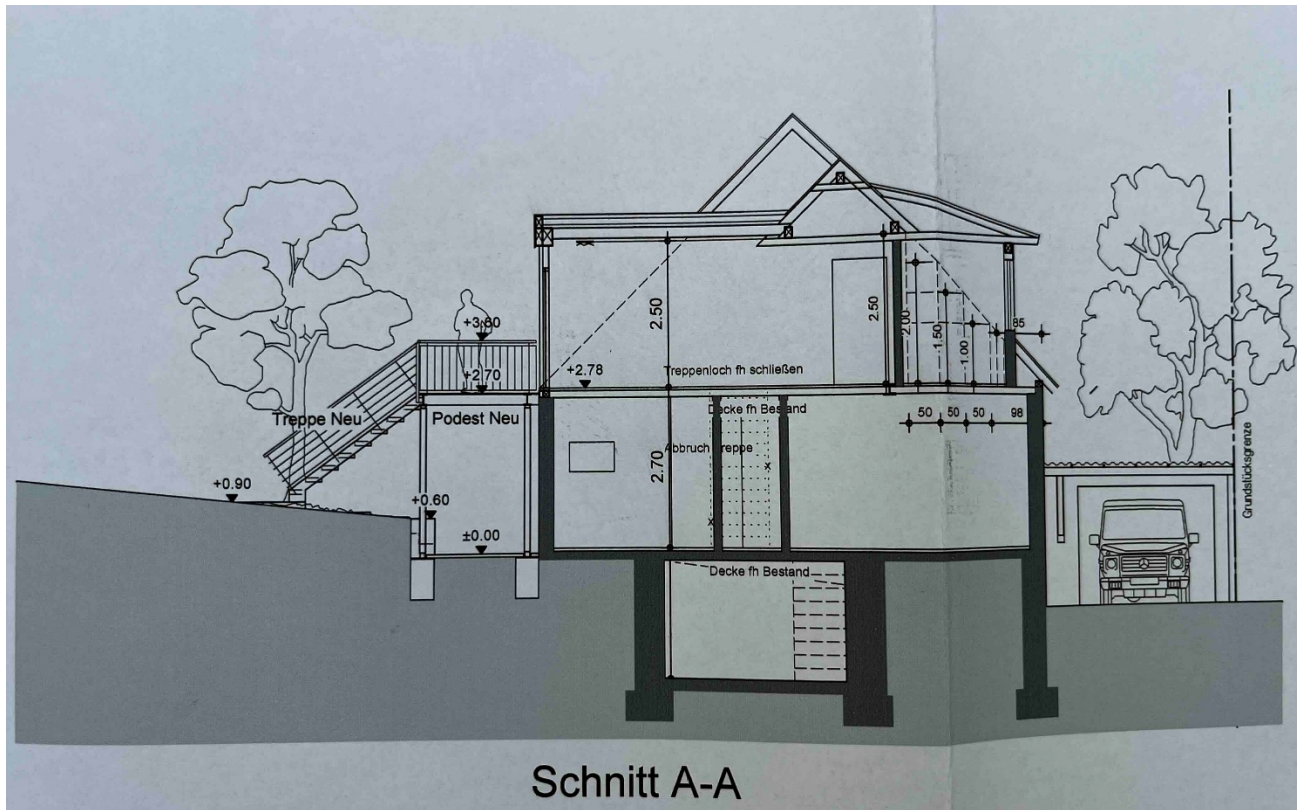 2.50
2.50
2.00
1.50
1.00
85
+3.60
+2.70
+2.78
Treppenloch fh schließen
Treppe Neu
Podest Neu
Decke fh Bestand
50
50
50
98
Abbruch Treppe
2.70
+0.90
+0.60
±0.00
Decke fh Bestand
Grundstücksgrenze
Schnitt A-A